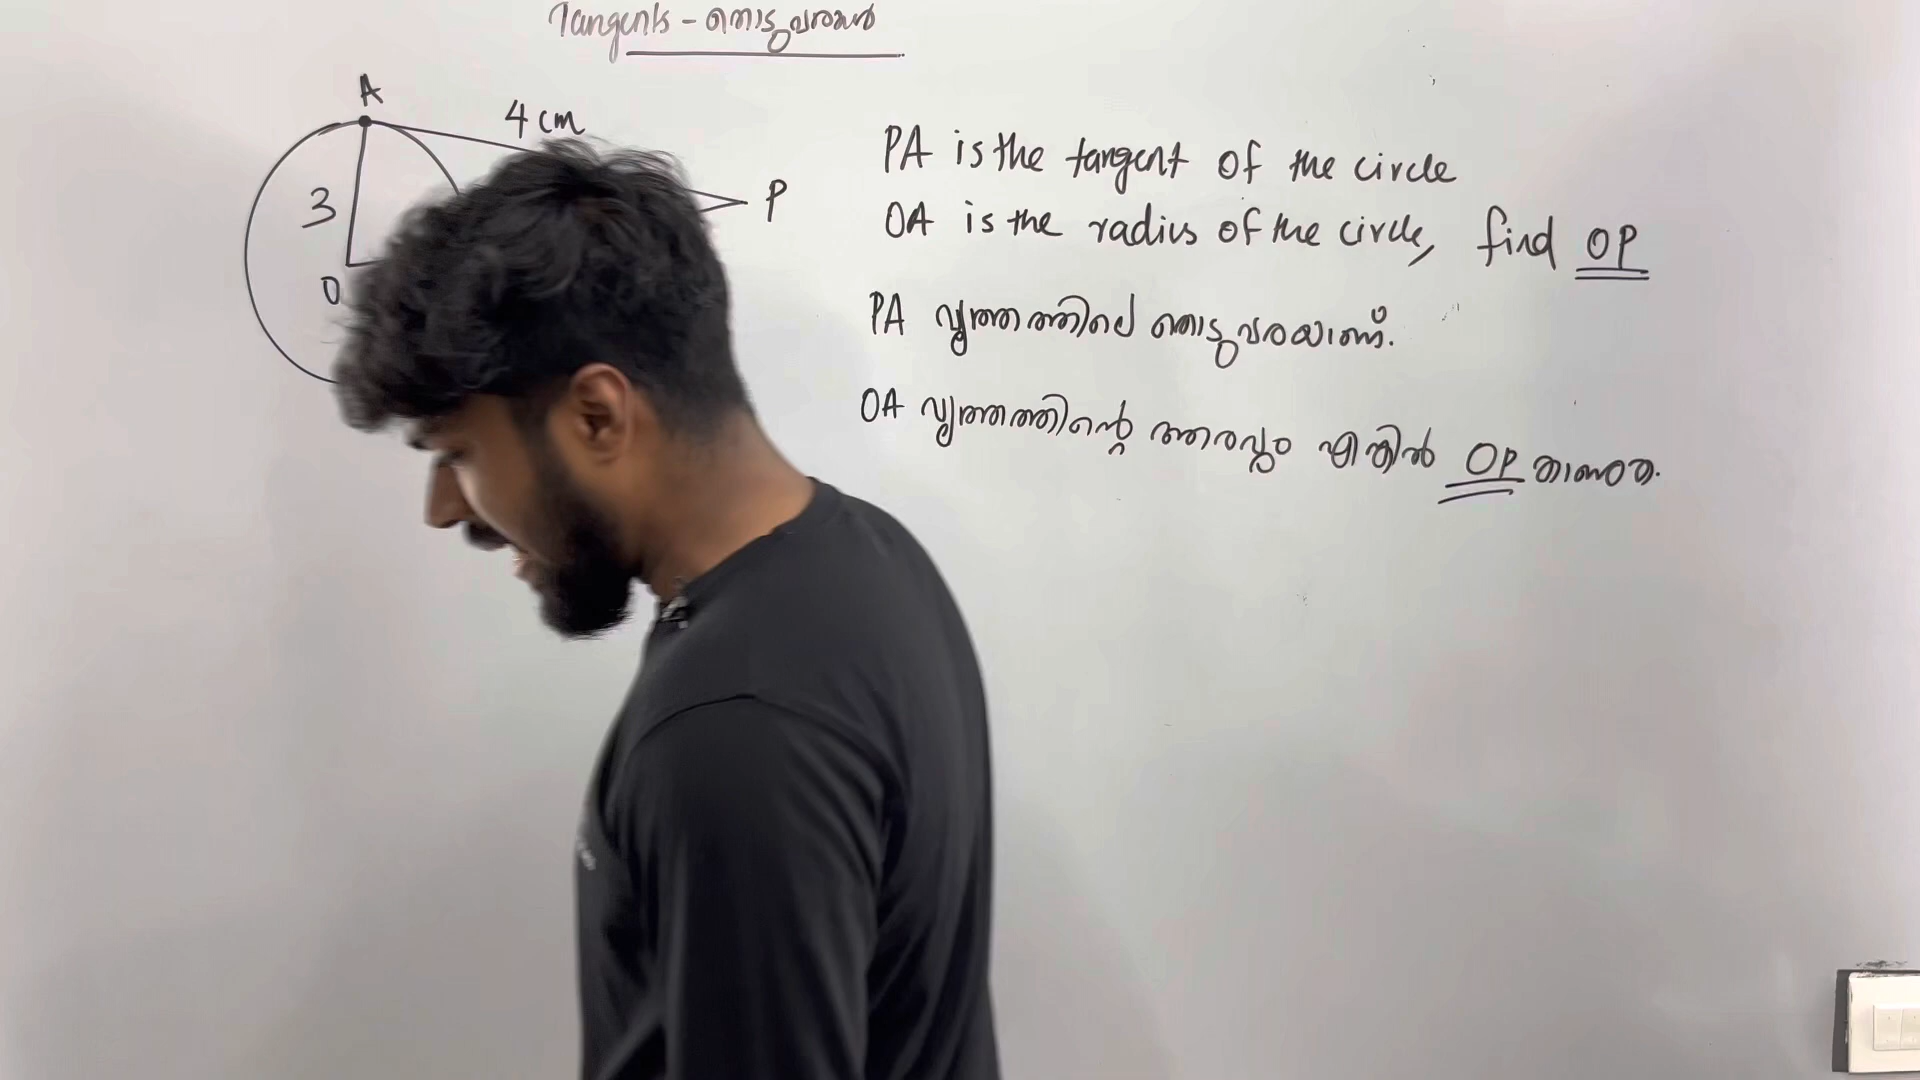 Tangents - തൊടുവരകൾ
A
4 cm
3
P
O
PA is the tangent of the circle
OA is the radius of the circle, find OP
PA വൃത്തത്തിലെ തൊടുവരയാണ്.
OA വൃത്തത്തിന്റെ ആരവും എങ്കിൽ OP